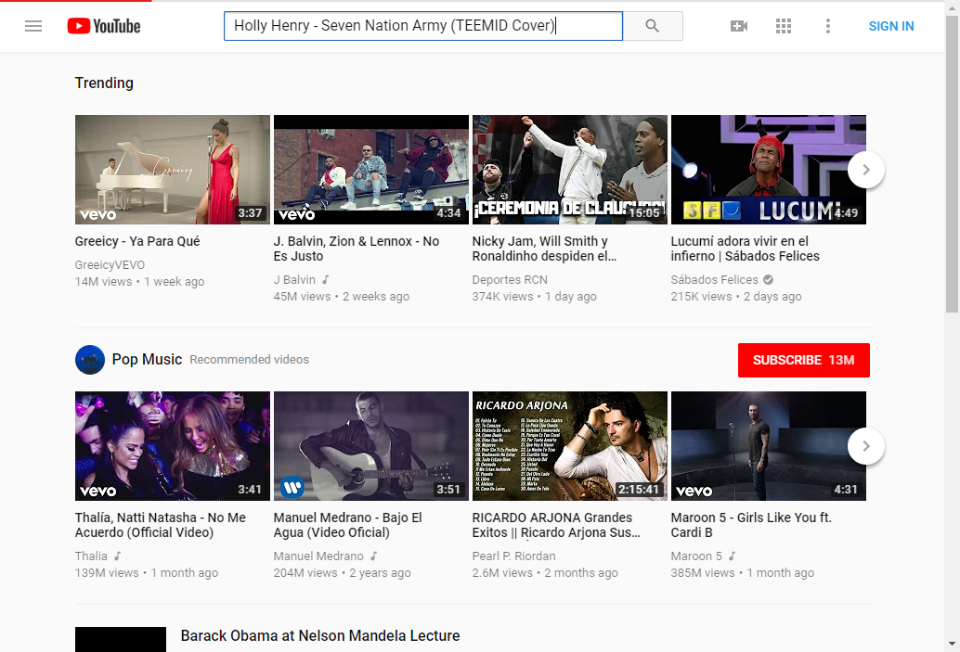 YouTube
Holly Henry - Seven Nation Army (TEEMID Cover)
SIGN IN
Trending
vevo 3:37
vevo 4:34
¡CEREMONIA DE CLAUSURA! 15:05
SFC LUCUMÍ 4:49
Greeicy - Ya Para Qué
GreeicyVEVO
14M views • 1 week ago
J. Balvin, Zion & Lennox - No
Es Justo
J Balvin
45M views • 2 weeks ago
Nicky Jam, Will Smith y
Ronaldinho despiden el...
Deportes RCN
374K views • 1 day ago
Lucumí adora vivir en el
infierno | Sábados Felices
Sábados Felices
215K views • 2 days ago
Pop Music Recommended videos
SUBSCRIBE 13M
vevo 3:41
W 3:51
RICARDO ARJONA
2:15:41
vevo 4:31
Thalía, Natti Natasha - No Me
Acuerdo (Official Video)
Thalia
139M views • 1 month ago
Manuel Medrano - Bajo El
Agua (Video Oficial)
Manuel Medrano
204M views • 2 years ago
RICARDO ARJONA Grandes
Exitos || Ricardo Arjona Sus...
Pearl P. Riordan
2.6M views • 2 months ago
Maroon 5 - Girls Like You ft.
Cardi B
Maroon 5
385M views • 1 month ago
Barack Obama at Nelson Mandela Lecture